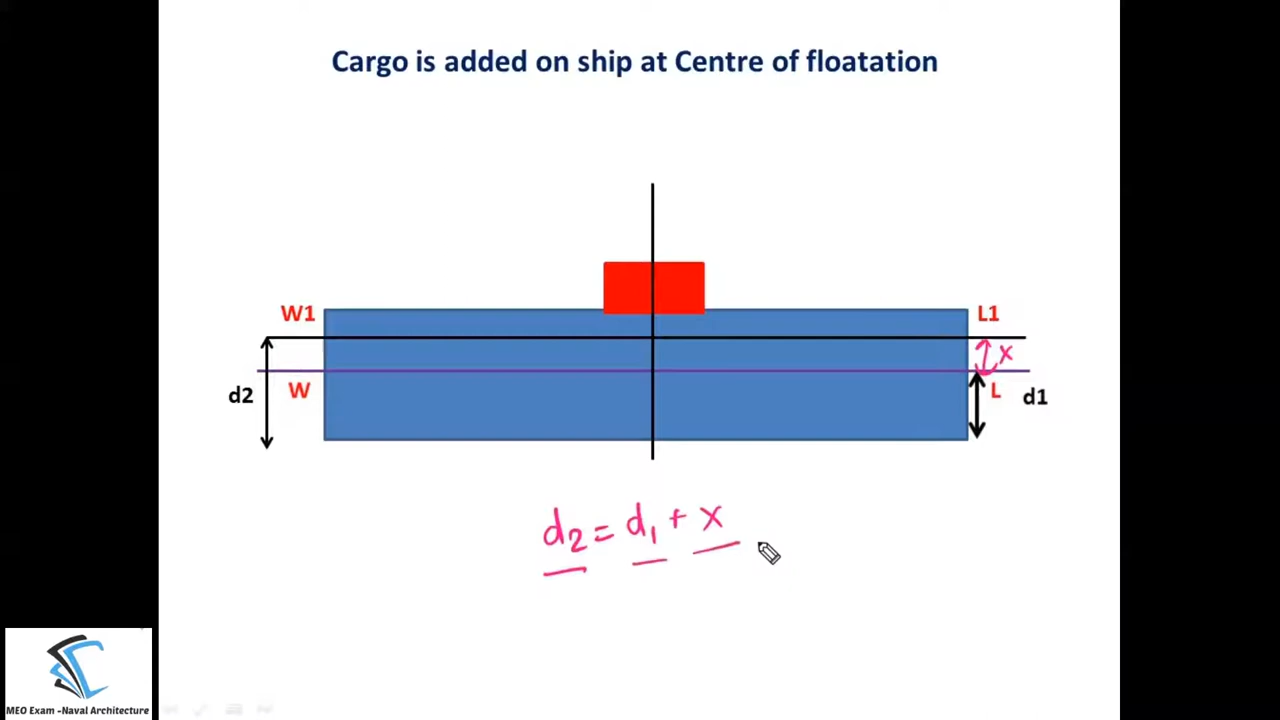 Cargo is added on ship at Centre of floatation
W1
L1
x
d2
W
L
d1
d2 = d1 + x
MEO Exam -Naval Architecture